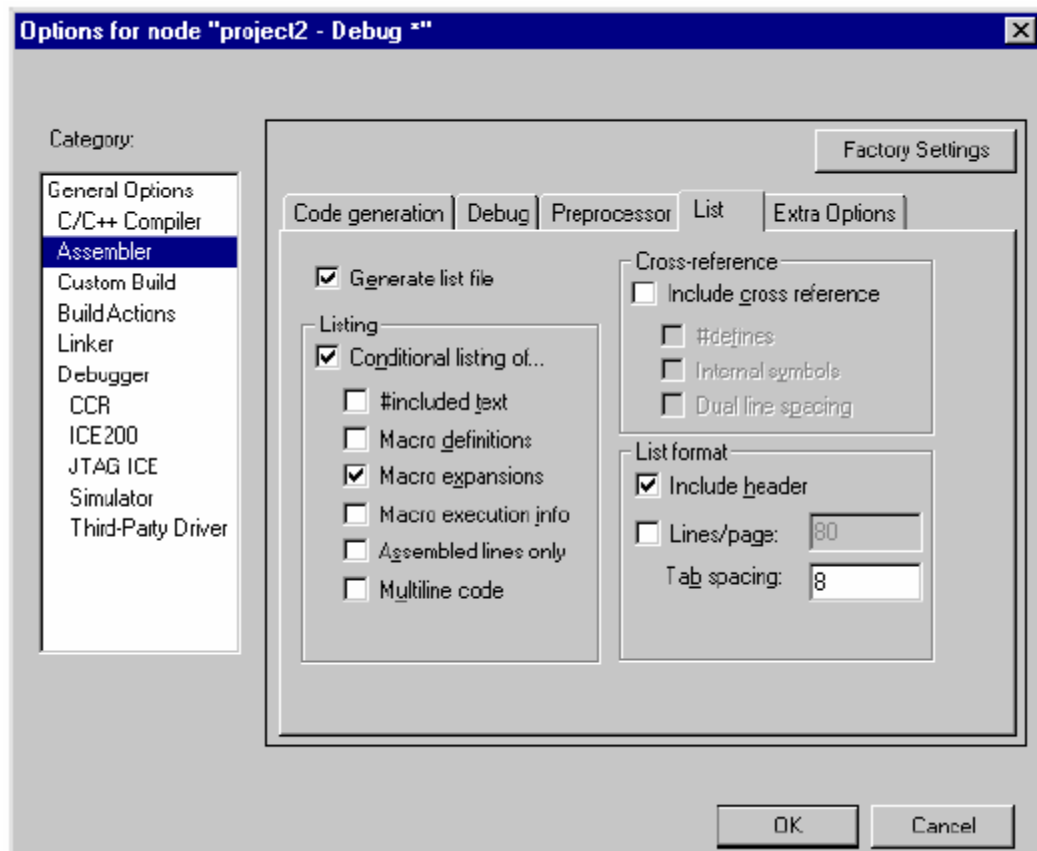 Options for node "project2 - Debug *"
Category:
General Options
C/C++ Compiler
Assembler
Custom Build
Build Actions
Linker
Debugger
CCR
ICE200
JTAG ICE
Simulator
Third-Party Driver
Factory Settings
Code generation Debug Preprocessor List Extra Options
Generate list file
Listing
Conditional listing of...
#included text
Macro definitions
Macro expansions
Macro execution info
Assembled lines only
Multiline code
Cross-reference
Include cross reference
#defines
Internal symbols
Dual line spacing
List format
Include header
Lines/page: 80
Tab spacing: 8
OK Cancel